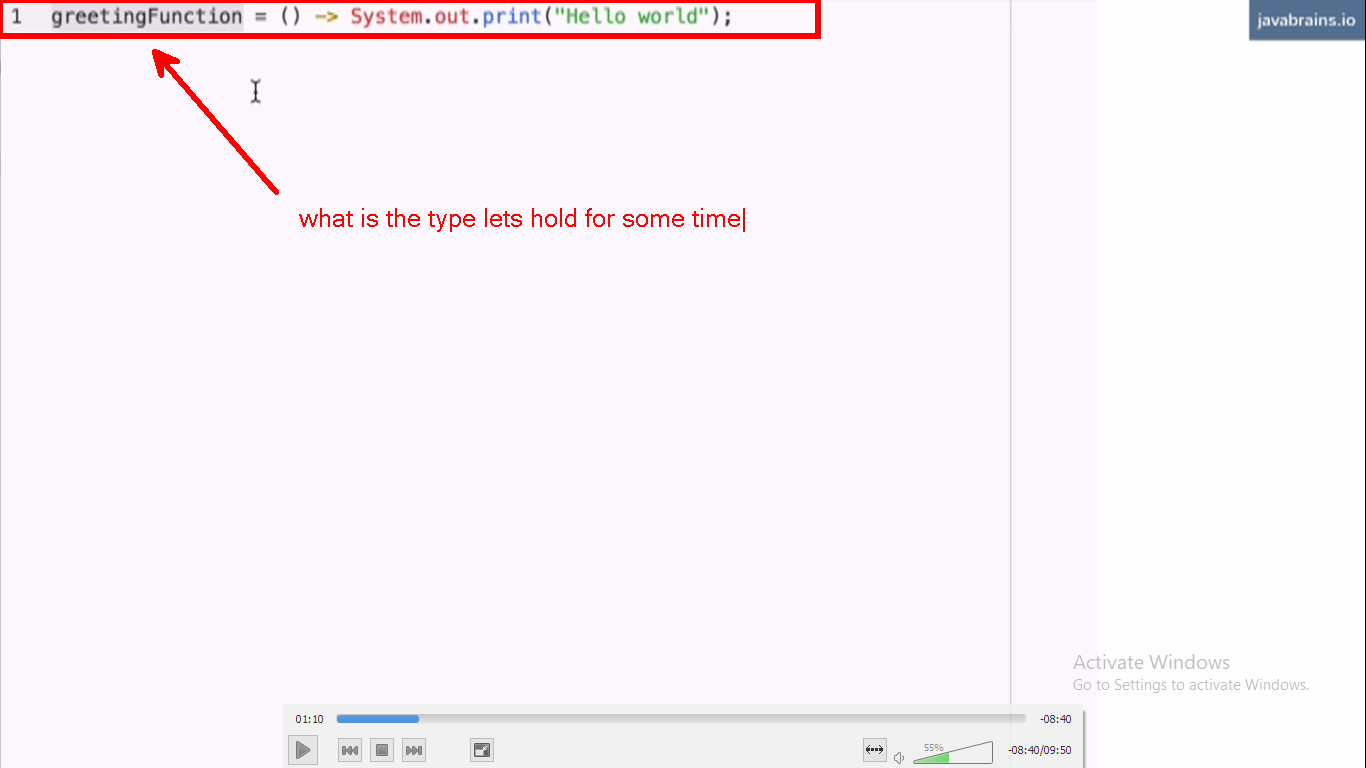 1 greetingFunction = () -> System.out.print("Hello world");
javabrains.io
what is the type lets hold for some time
Activate Windows
Go to Settings to activate Windows.
01:10
-08:40
55%
-08:40/09:50